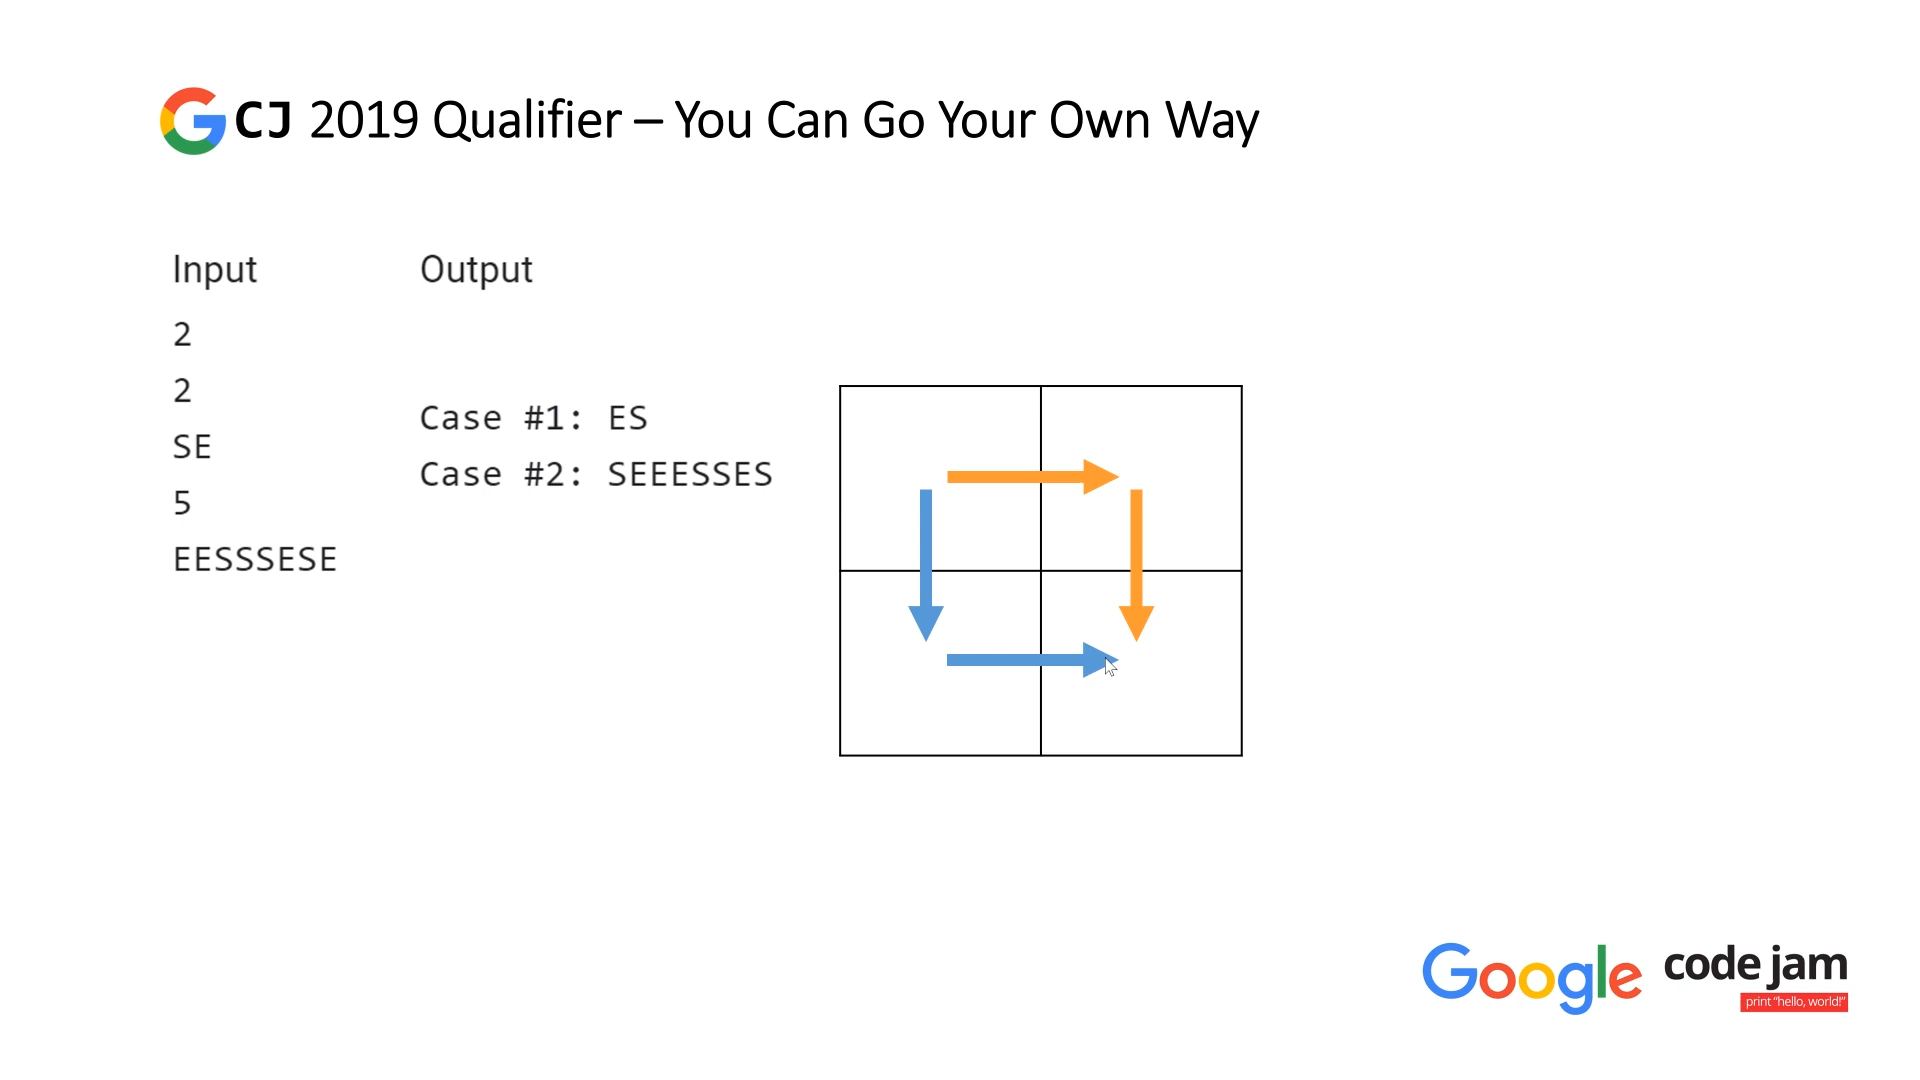 G CJ 2019 Qualifier – You Can Go Your Own Way
Input
2
2
SE
5
EESSSESE
Output
Case #1: ES
Case #2: SEEESSES
Google code jam
print "hello, world!"